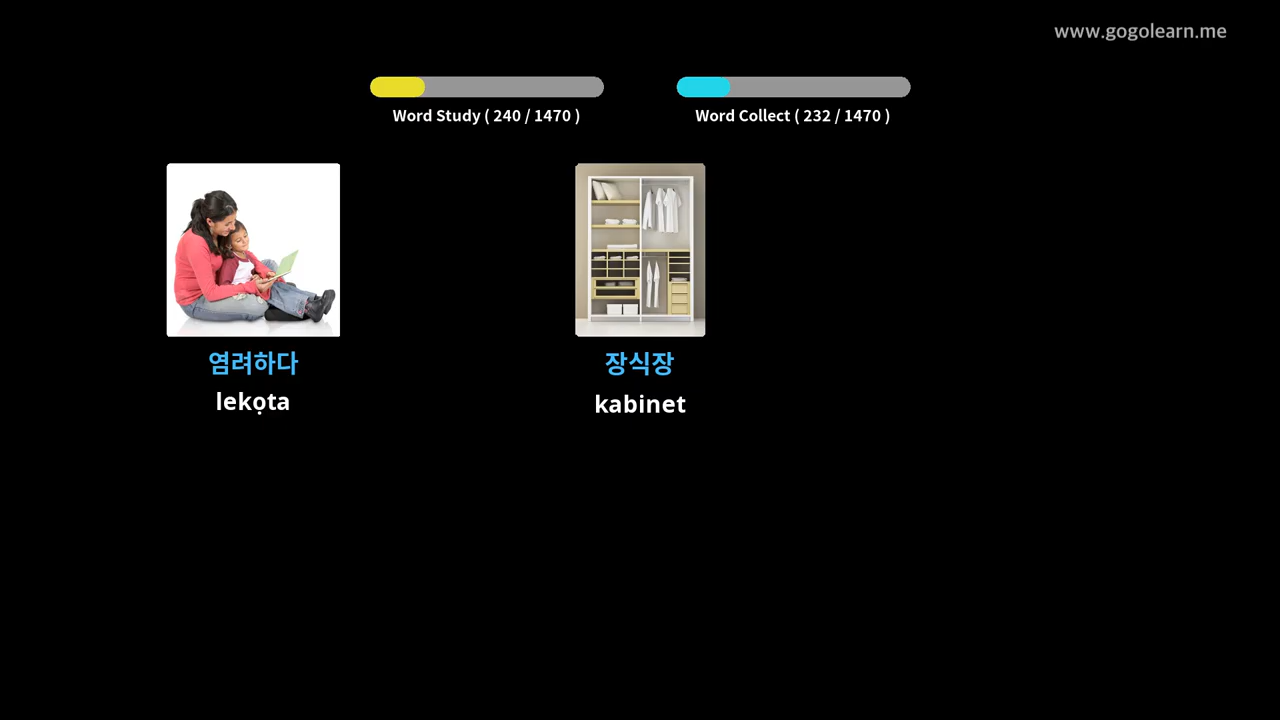 www.gogolearn.me
Word Study ( 240 / 1470 )
Word Collect ( 232 / 1470 )
염려하다
lekọta
장식장
kabinet